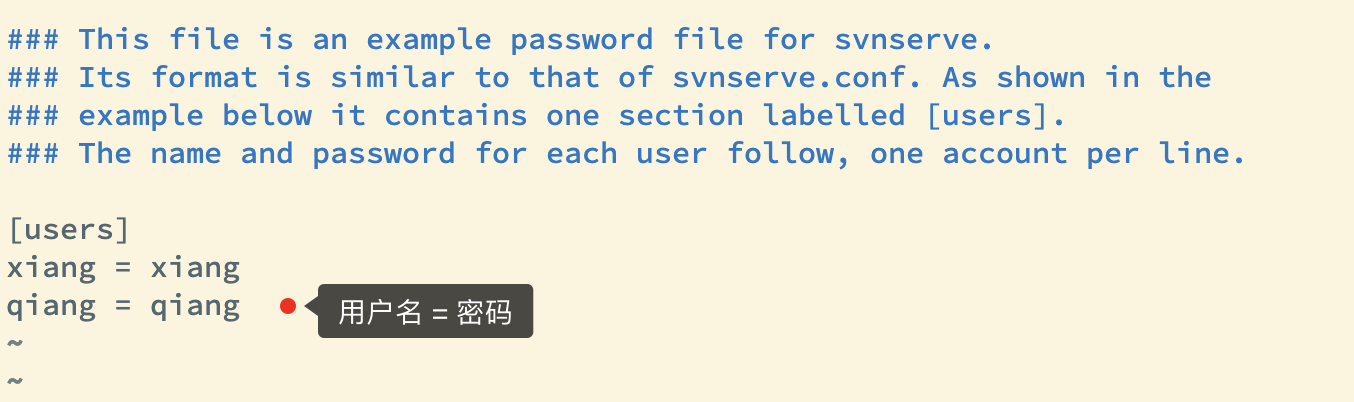 ### This file is an example password file for svnserve.
### Its format is similar to that of svnserve.conf. As shown in the
### example below it contains one section labelled [users].
### The name and password for each user follow, one account per line.
[users]
xiang = xiang
qiang = qiang
用户名 = 密码
~
~